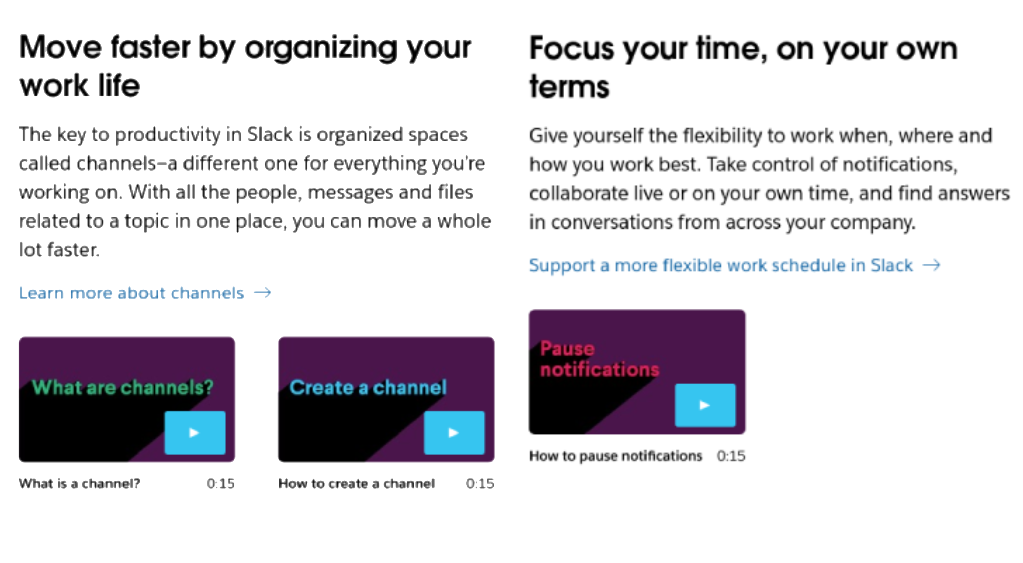 Move faster by organizing your
work life
The key to productivity in Slack is organized spaces
called channels–a different one for everything you're
working on. With all the people, messages and files
related to a topic in one place, you can move a whole
lot faster.
Learn more about channels →
What are channels?
What is a channel? 0:15
Create a channel
How to create a channel 0:15
Focus your time, on your own
terms
Give yourself the flexibility to work when, where and
how you work best. Take control of notifications,
collaborate live or on your own time, and find answers
in conversations from across your company.
Support a more flexible work schedule in Slack →
Pause
notifications
How to pause notifications 0:15